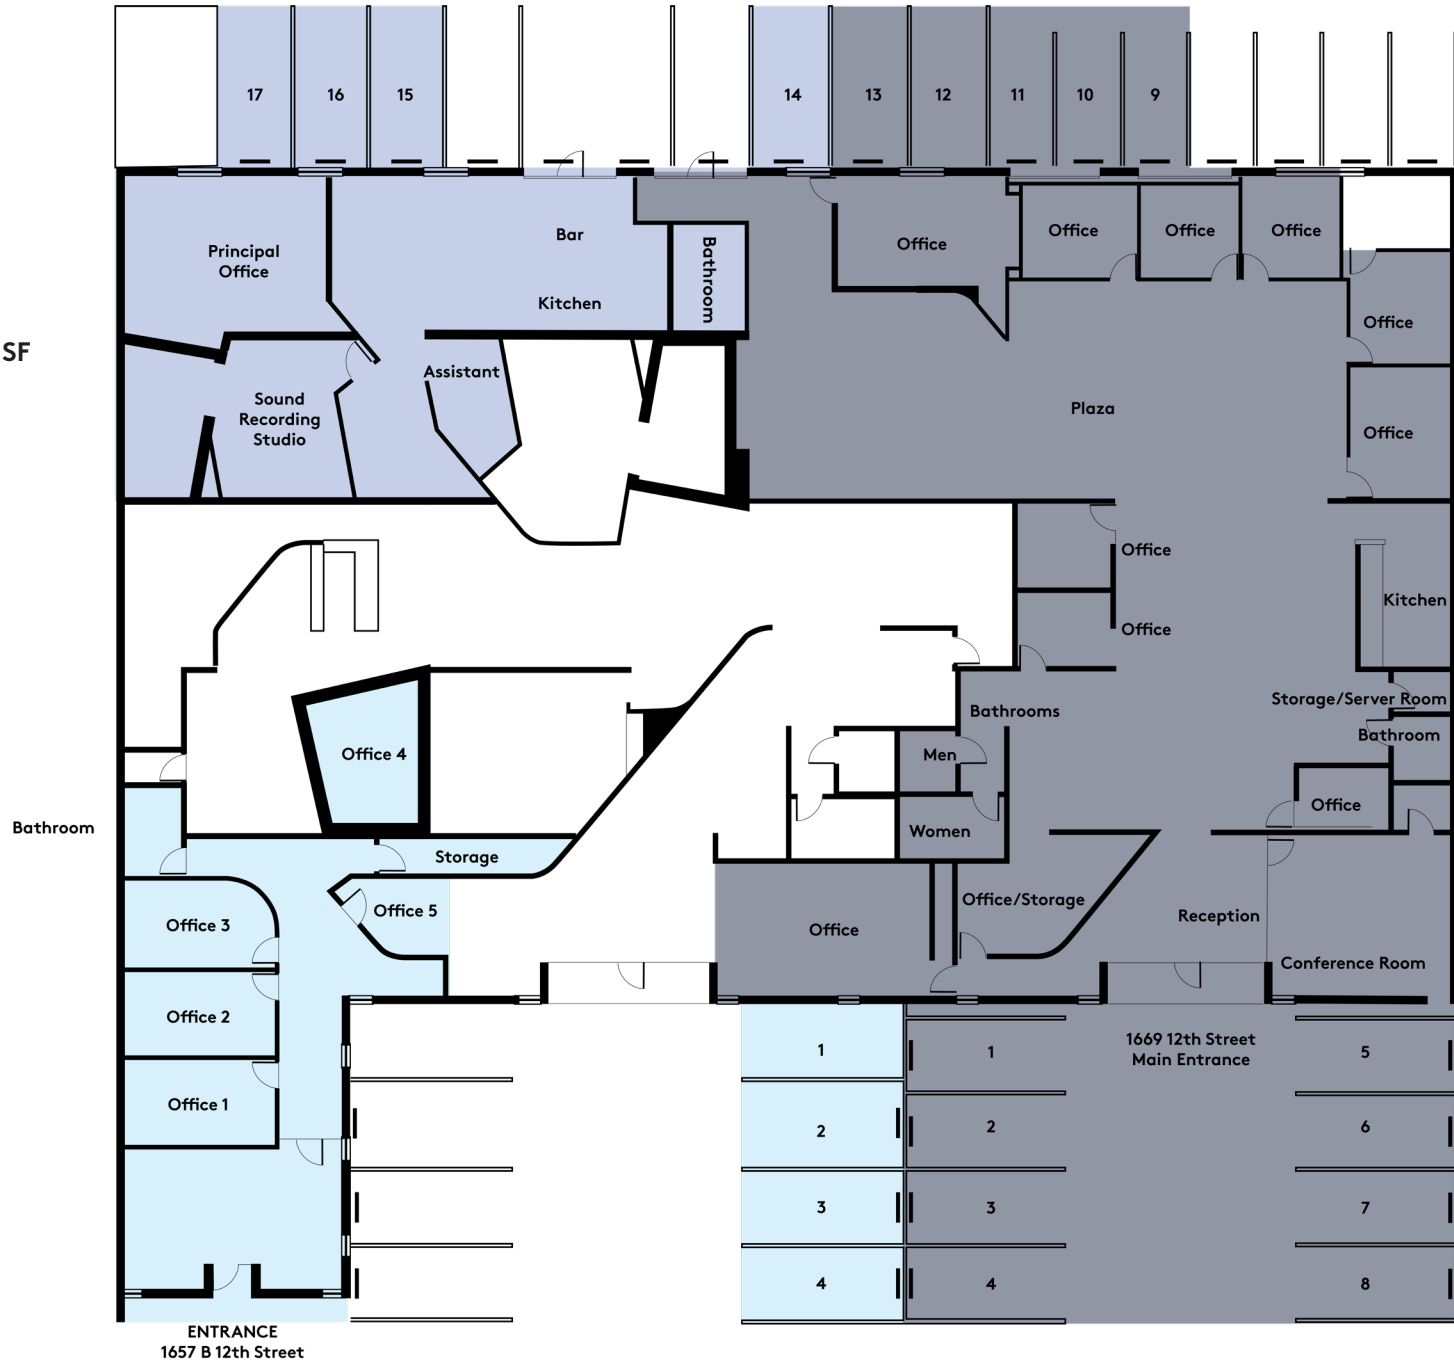 17
16
15
14
13
12
11
10
9
Principal
Office
Bar
Kitchen
Bathroom
Office
Office
Office
Office
Office
SF
Assistant
Sound
Recording
Studio
Plaza
Office
Office
Office
Kitchen
Storage/Server Room
Bathrooms
Bathroom
Men
Office 4
Office
Bathroom
Women
Storage
Office/Storage
Office 5
Reception
Office 3
Office
Conference Room
Office 2
1669 12th Street
Main Entrance
1
1
5
Office 1
2
2
6
3
3
7
4
4
8
ENTRANCE
1657 B 12th Street